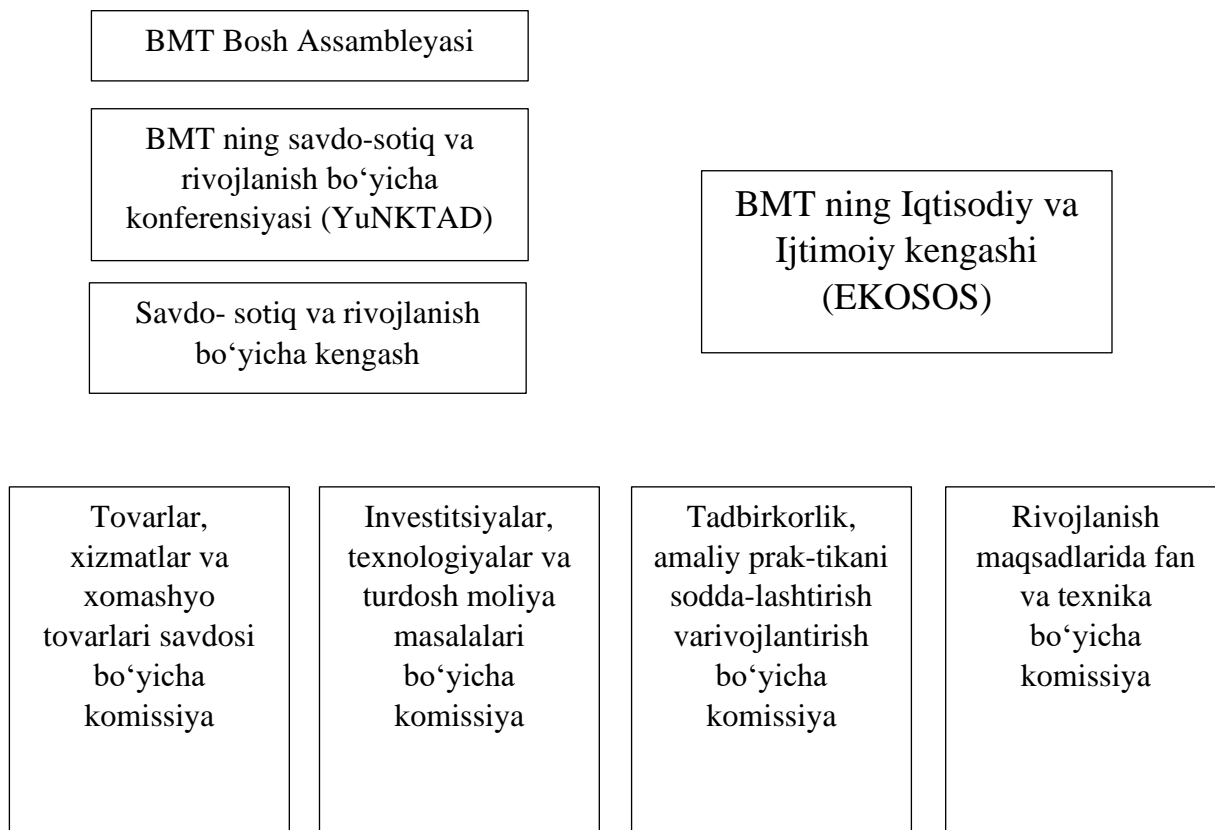 BMT Bosh Assambleyasi
BMT ning savdo-sotiq va
rivojlanish bo‘yicha
konferensiyasi (YuNKTAD)
BMT ning Iqtisodiy va
Ijtimoiy kengashi
(EKOSOS)
Savdo- sotiq va rivojlanish
bo‘yicha kengash
Tovarlar,
xizmatlar va
xomashyo
tovarlari savdosi
bo‘yicha
komissiya
Investitsiyalar,
texnologiyalar va
turdosh moliya
masalalari
bo‘yicha
komissiya
Tadbirkorlik,
amaliy prak-tikani
sodda-lashtirish
varivojlantirish
bo‘yicha
komissiya
Rivojlanish
maqsadlarida fan
va texnika
bo‘yicha
komissiya